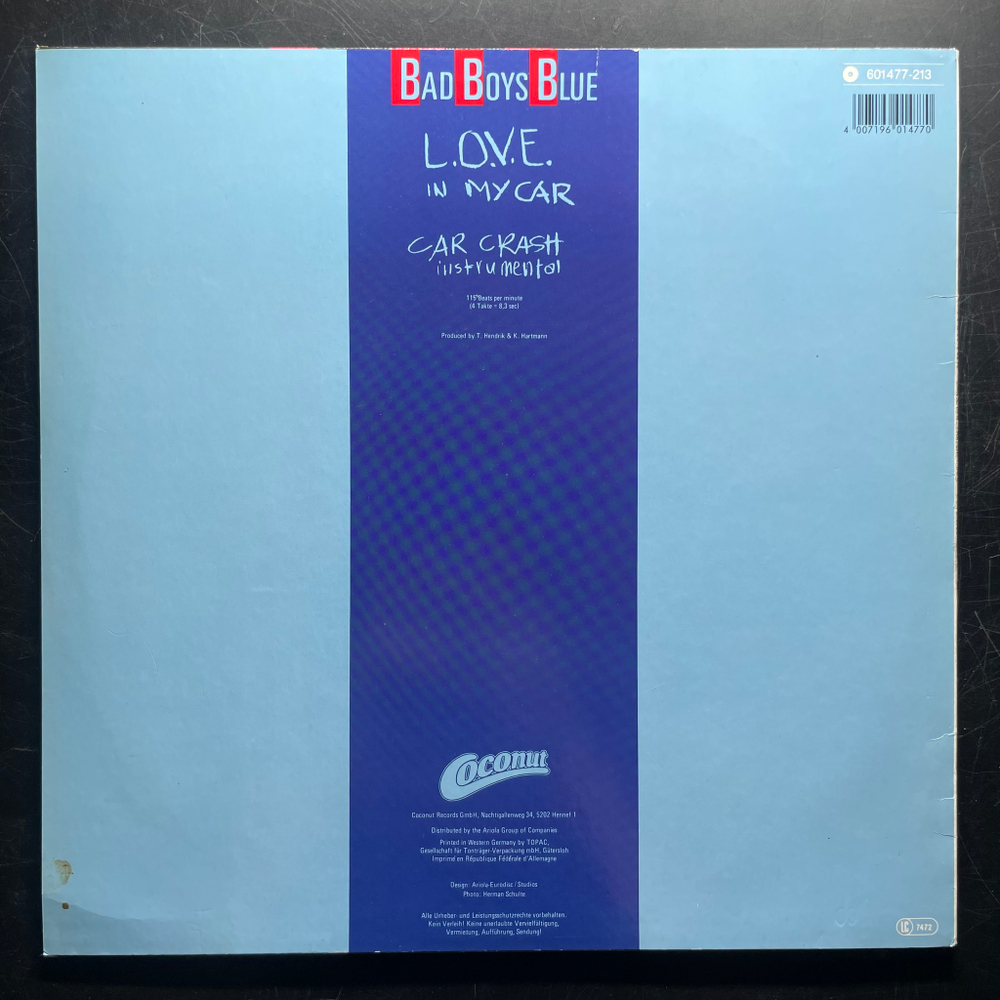 BAD BOYS BLUE
601477-213
4 007196 014770
L.O.V.E.
IN MY CAR
CAR CRASH
instrumental
115 Beats per minute
(4 Takte = 8,3 sec)
Produced by T. Hendrik & K. Hartmann
Coconut
Coconut Records GmbH, Nachtigallenweg 34, 5202 Hennef 1
Distributed by the Ariola Group of Companies
Printed in Western Germany by TOPAC,
Gesellschaft für Tonträger-Verpackung mbH, Gütersloh
Imprimé en République Fédérale d'Allemagne
Design: Ariola-Eurodisc / Studios
Photo: Herman Schulte
Alle Urheber- und Leistungsschutzrechte vorbehalten.
Kein Verleih! Keine unerlaubte Vervielfältigung,
Vermietung, Aufführung, Sendung!
LC 7472